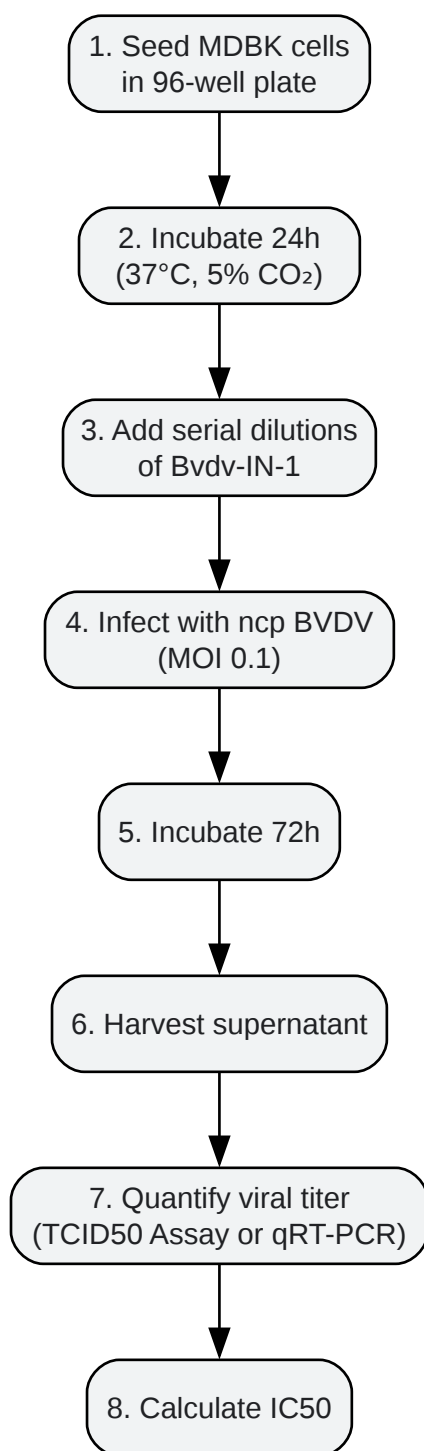 1. Seed MDBK cells
in 96-well plate
2. Incubate 24h
(37°C, 5% CO₂)
3. Add serial dilutions
of Bvdv-IN-1
4. Infect with ncp BVDV
(MOI 0.1)
5. Incubate 72h
6. Harvest supernatant
7. Quantify viral titer
(TCID50 Assay or qRT-PCR)
8. Calculate IC50